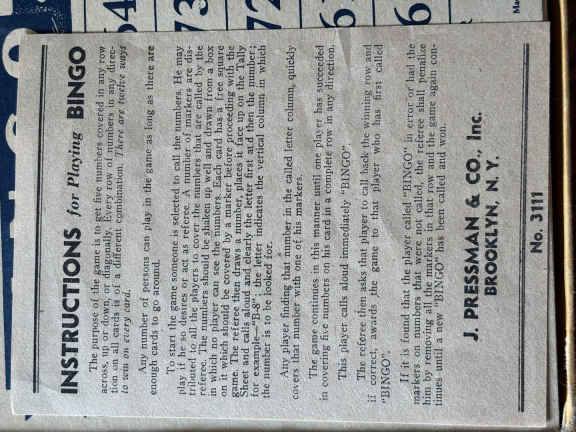 INSTRUCTIONS for Playing BINGO
The purpose of the game is to get five numbers covered in any row
across, up or down, or diagonally. Every row of numbers in any direc-
tion on all cards is of a different combination. There are twelve ways
to win on every card.
Any number of persons can play in the game as long as there are
enough cards to go around.
To start the game someone is selected to call the numbers. He may
play if he so desires or act as referee. A number of markers are dis-
tributed to all the player to cover the numbers that are called by the
referee. The numbers should be shaken up well and drawn from a box
in which no player can see the numbers. Each card has a free square
on it which should be covered by a marker before proceeding with the
game. The referee then draws a number, places it face up on the Tally
Sheet and calls aloud and clearly the letter first and then the number;
for example—"B-8"; the letter indicates the vertical column in which
the number is to be looked for.
Any player finding that number in the called letter column, quickly
covers that number with one of his markers.
The game continues in this manner until one player has succeeded
in covering five numbers on his card in a complete row in any direction.
This player calls aloud immediately "BINGO".
The referee then asks that player to call back the winning row and
if correct, awards the game to that player who has first called
"BINGO".
If it is found that the player called "BINGO" in error or had the
markers on numbers that were not called, the referee shall penalize
him by removing all the markers in that row and the game again con-
tinues until a new "BINGO" has been called and won.
J. PRESSMAN & CO., Inc.
BROOKLYN, N. Y.
No. 3111